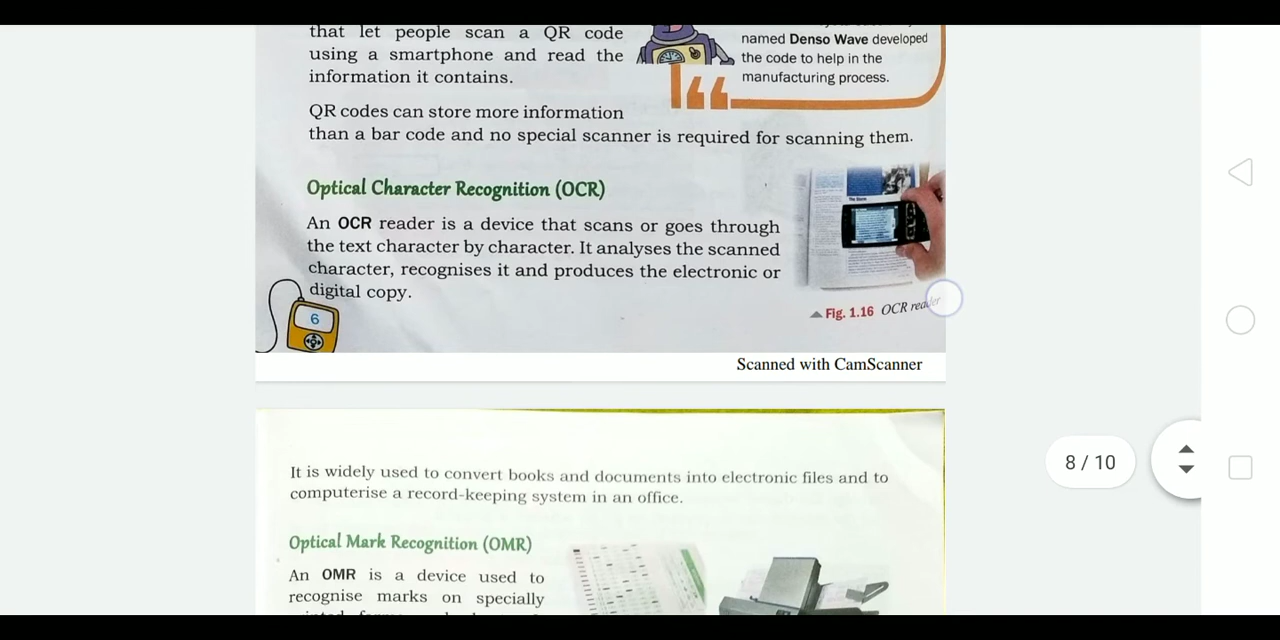 that let people scan a QR code
using a smartphone and read the
information it contains.
named Denso Wave developed
the code to help in the
manufacturing process.
QR codes can store more information
than a bar code and no special scanner is required for scanning them.
Optical Character Recognition (OCR)
An OCR reader is a device that scans or goes through
the text character by character. It analyses the scanned
character, recognises it and produces the electronic or
digital copy.
6
Fig. 1.16 OCR reader
Scanned with CamScanner
It is widely used to convert books and documents into electronic files and to
computerise a record-keeping system in an office.
8 / 10
Optical Mark Recognition (OMR)
An OMR is a device used to
recognise marks on specially